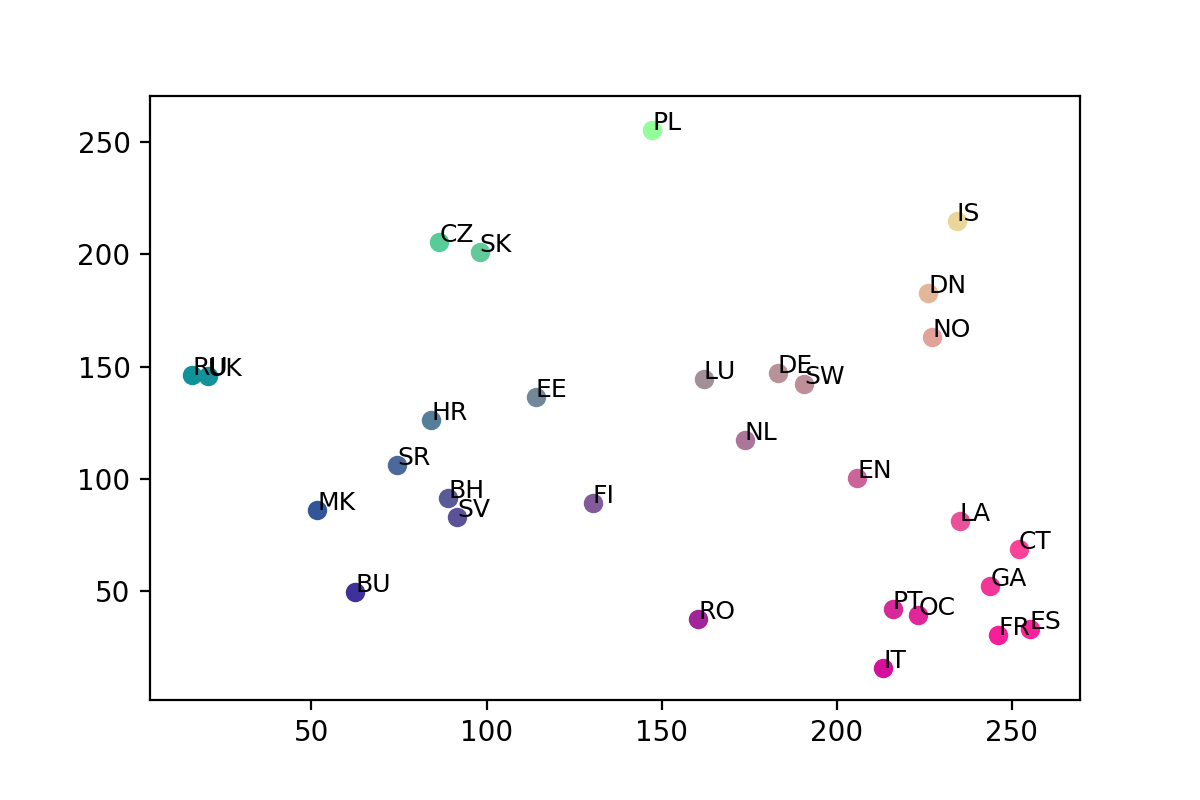 250
200
150
100
50
50
100
150
200
250
PL
IS
CZ
SK
DN
NO
RU
UK
LU
DE
SW
EE
HR
NL
SR
EN
BH
FI
MK
SV
LA
CT
BU
GA
RO
PT
OC
FR
ES
IT